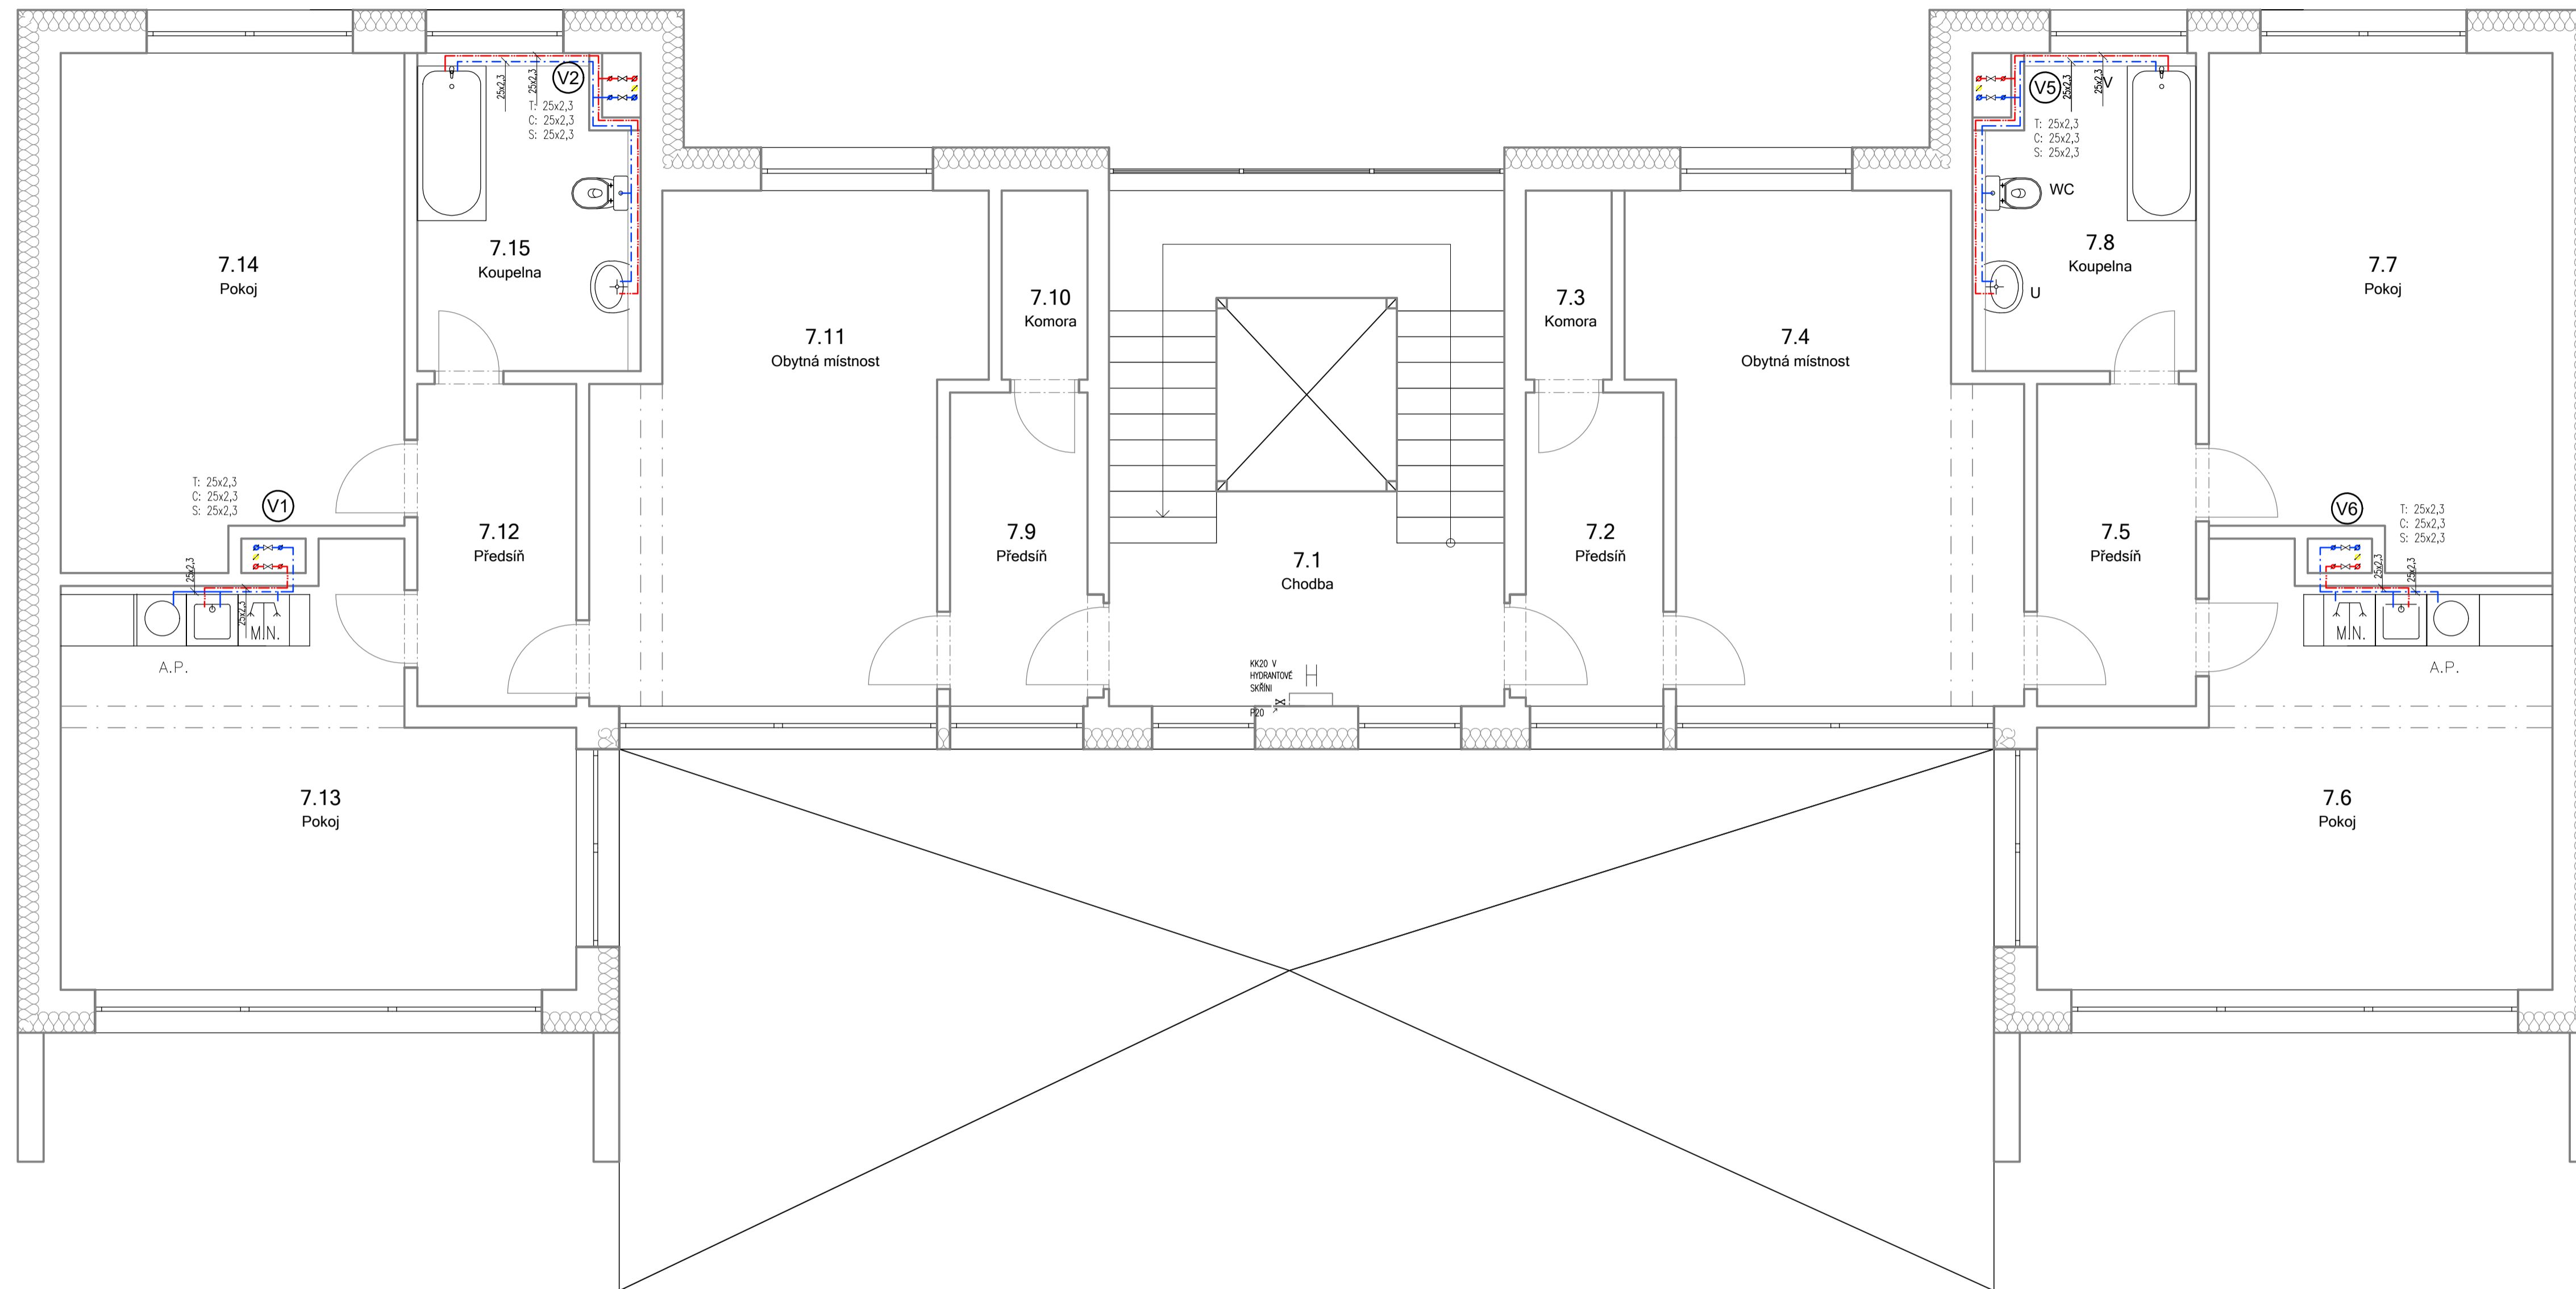 V2
25x2,3
25x2,3
T: 25x2,3
C: 25x2,3
S: 25x2,3
V5
25x2,3
25x2,3
V
T: 25x2,3
C: 25x2,3
S: 25x2,3
WC
U
7.14
Pokoj
7.15
Koupelna
7.11
Obytná místnost
7.10
Komora
7.3
Komora
7.4
Obytná místnost
7.8
Koupelna
7.7
Pokoj
T: 25x2,3
C: 25x2,3
S: 25x2,3
V1
7.12
Předsíň
7.9
Předsíň
7.1
Chodba
7.2
Předsíň
7.5
Předsíň
V6
T: 25x2,3
C: 25x2,3
S: 25x2,3
25x2,3
25x2,3
M.N.
A.P.
25x2,3
25x2,3
M.N.
A.P.
KK20 V
HYDRANTOVÉ
SKŘÍNI
H
P20
7.13
Pokoj
7.6
Pokoj